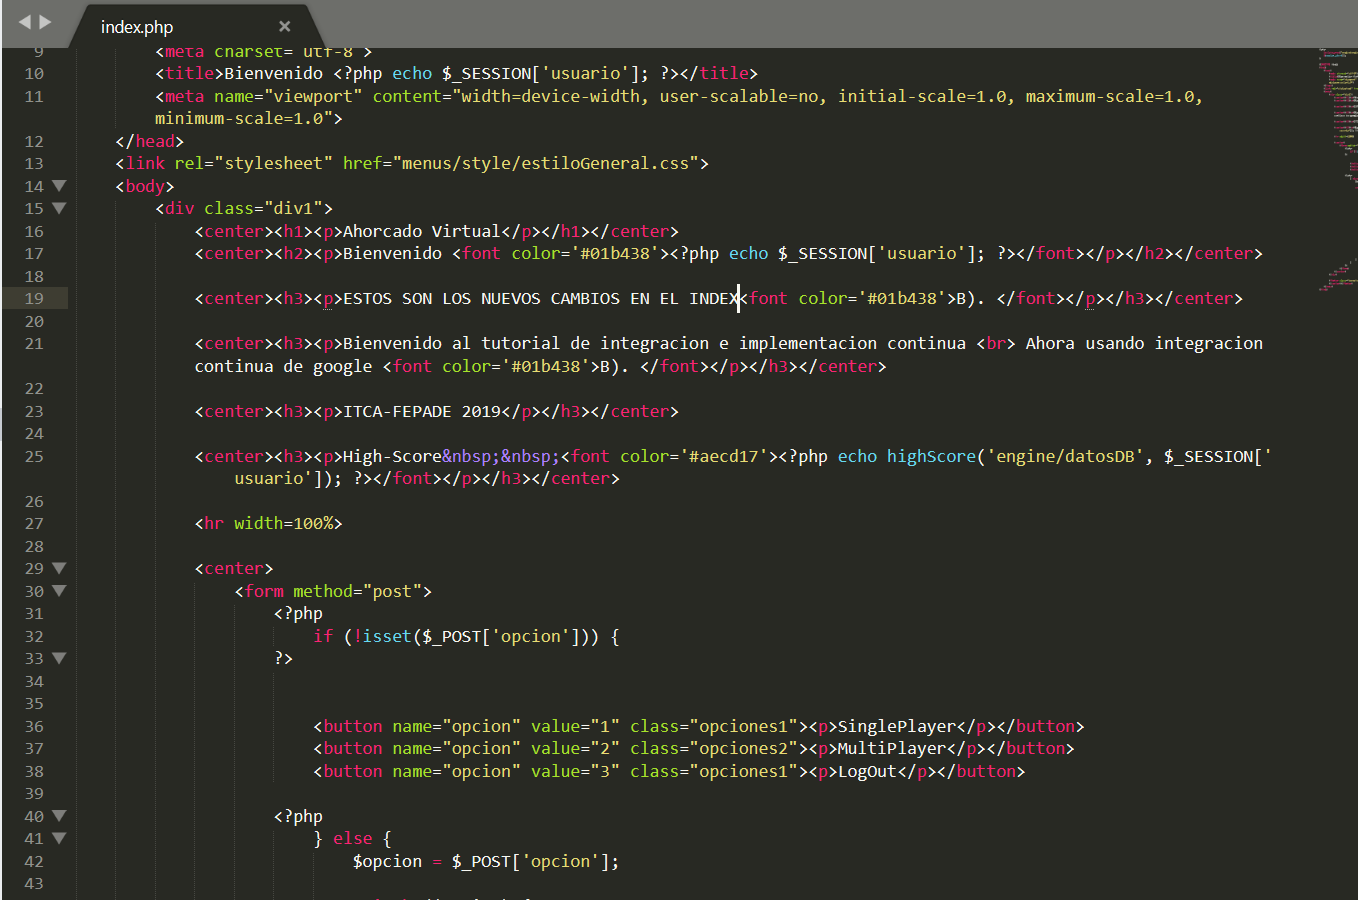 index.php ×
9 <meta charset="utf-8">
10 <title>Bienvenido <?php echo $_SESSION['usuario']; ?></title>
11 <meta name="viewport" content="width=device-width, user-scalable=no, initial-scale=1.0, maximum-scale=1.0,
minimum-scale=1.0">
12 </head>
13 <link rel="stylesheet" href="menus/style/estiloGeneral.css">
14 <body>
15 <div class="div1">
16 <center><h1><p>Ahorcado Virtual</p></h1></center>
17 <center><h2><p>Bienvenido <font color='#01b438'><?php echo $_SESSION['usuario']; ?></font></p></h2></center>
18
19 <center><h3><p>ESTOS SON LOS NUEVOS CAMBIOS EN EL INDEX<font color='#01b438'>B). </font></p></h3></center>
20
21 <center><h3><p>Bienvenido al tutorial de integracion e implementacion continua <br> Ahora usando integracion
continua de google <font color='#01b438'>B). </font></p></h3></center>
22
23 <center><h3><p>ITCA-FEPADE 2019</p></h3></center>
24
25 <center><h3><p>High-Score&nbsp;&nbsp;<font color='#aecd17'><?php echo highScore('engine/datosDB', $_SESSION['
usuario']); ?></font></p></h3></center>
26
27 <hr width=100%>
28
29 <center>
30 <form method="post">
31 <?php
32 if (!isset($_POST['opcion'])) {
33 ?>
34
35
36 <button name="opcion" value="1" class="opciones1"><p>SinglePlayer</p></button>
37 <button name="opcion" value="2" class="opciones2"><p>MultiPlayer</p></button>
38 <button name="opcion" value="3" class="opciones1"><p>LogOut</p></button>
39
40 <?php
41 } else {
42 $opcion = $_POST['opcion'];
43